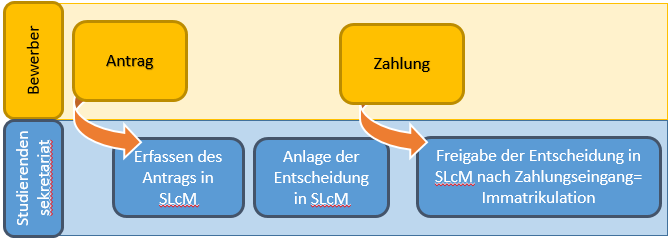 Bewerber
Antrag
Zahlung
Studierenden
sekretariat
Erfassen des
Antrags in
SLcM
Anlage der
Entscheidung
in SLcM
Freigabe der Entscheidung in
SLcM nach Zahlungseingang=
Immatrikulation